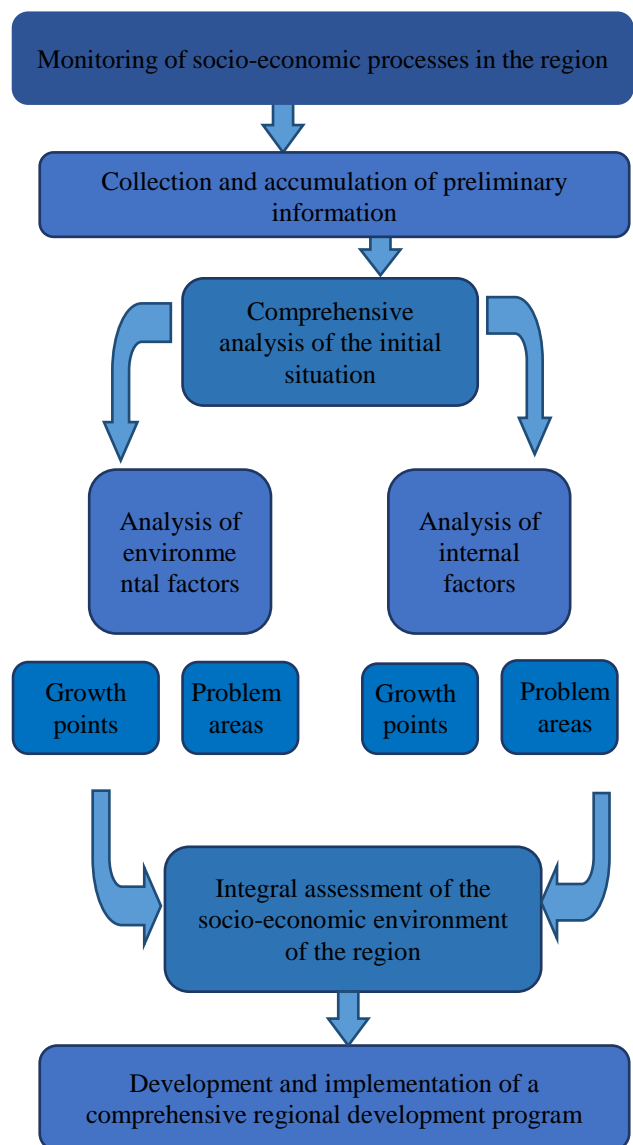 Monitoring of socio-economic processes in the region
Collection and accumulation of preliminary
information
Comprehensive
analysis of the initial
situation
Analysis of
environme
ntal factors
Analysis of
internal
factors
Growth
points
Problem
areas
Growth
points
Problem
areas
Integral assessment of the
socio-economic environment
of the region
Development and implementation of a
comprehensive regional development program